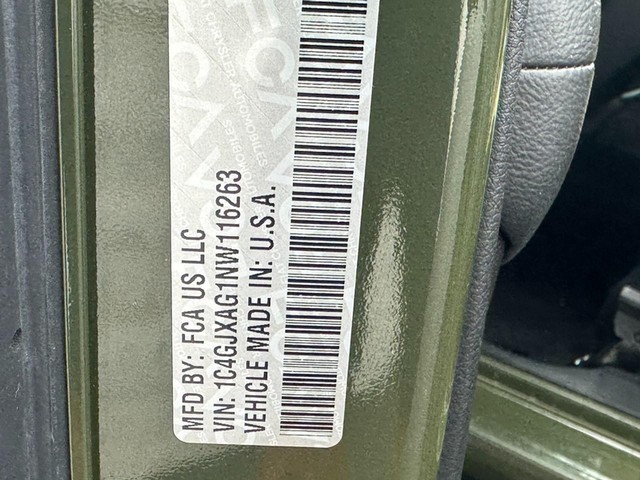 MFD BY: FCA US LLC
VIN: 1C4GJXAG1NW116263
VEHICLE MADE IN: U.S.A.